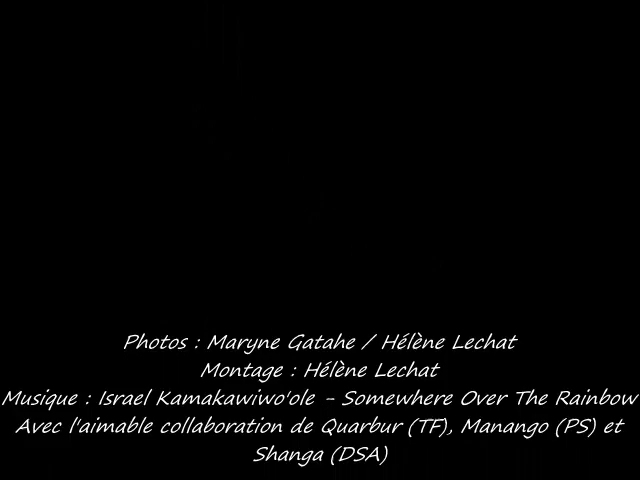 Photos : Maryne Gatahe / Hélène Lechat
Montage : Hélène Lechat
Musique : Israel Kamakawiwo'ole - Somewhere Over The Rainbow
Avec l'aimable collaboration de Quarbur (TF), Manango (PS) et
Shanga (DSA)